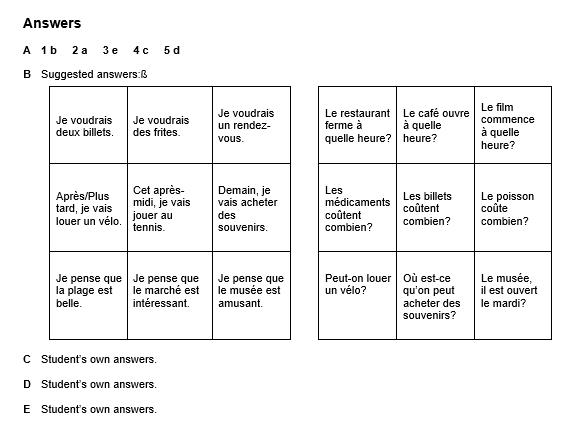 Answers
A 1 b 2 a 3 e 4 c 5 d
B Suggested answers:ß
Je voudrais
deux billets.
Je voudrais
des frites.
Je voudrais
un rendez-
vous.
Après/Plus
tard, je vais
louer un vélo.
Cet après-
midi, je vais
jouer au
tennis.
Demain, je
vais acheter
des
souvenirs.
Je pense que
la plage est
belle.
Je pense que
le marché est
intéressant.
Je pense que
le musée est
amusant.
Le restaurant
ferme à
quelle heure?
Le café ouvre
à quelle
heure?
Le film
commence
à quelle
heure?
Les
médicaments
coûtent
combien?
Les billets
coûtent
combien?
Le poisson
coûte
combien?
Peut-on louer
un vélo?
Où est-ce
qu'on peut
acheter des
souvenirs?
Le musée,
il est ouvert
le mardi?
C Student's own answers.
D Student's own answers.
E Student's own answers.